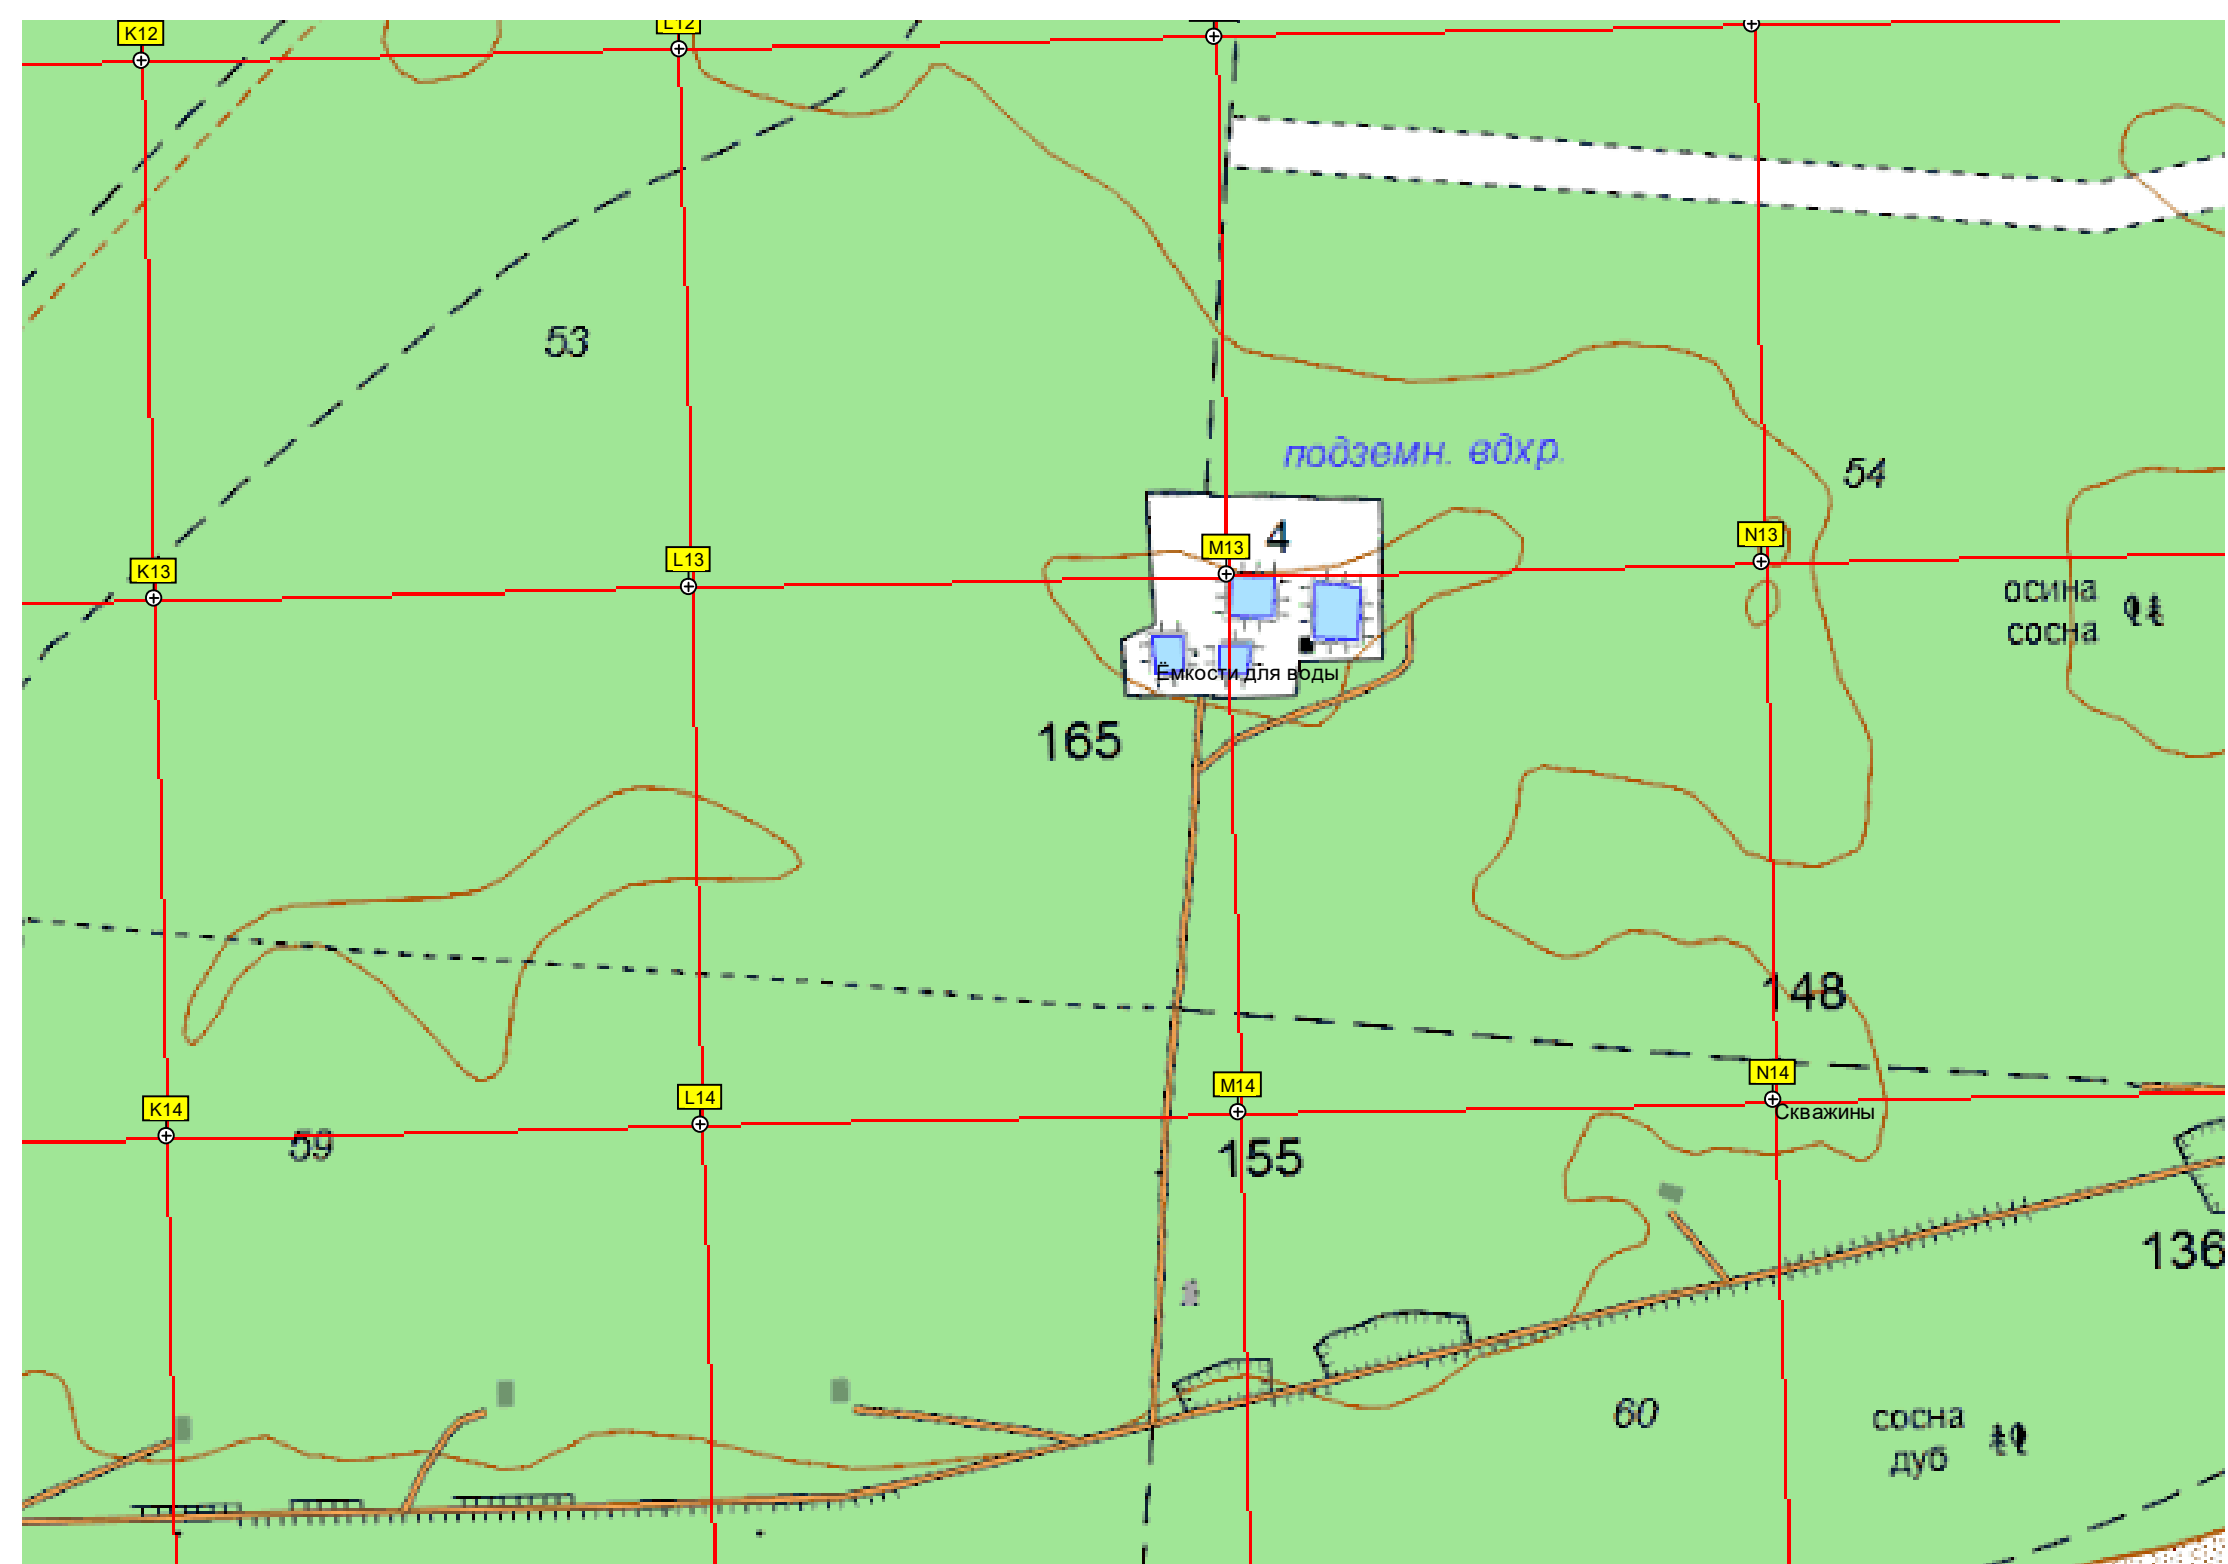 K12
L12
53
подземн. вдхр.
54
4
K13
L13
M13
N13
осина
сосна
Ёмкости для воды
165
148
K14
L14
M14
N14
Скважины
59
155
136
60
сосна
дуб